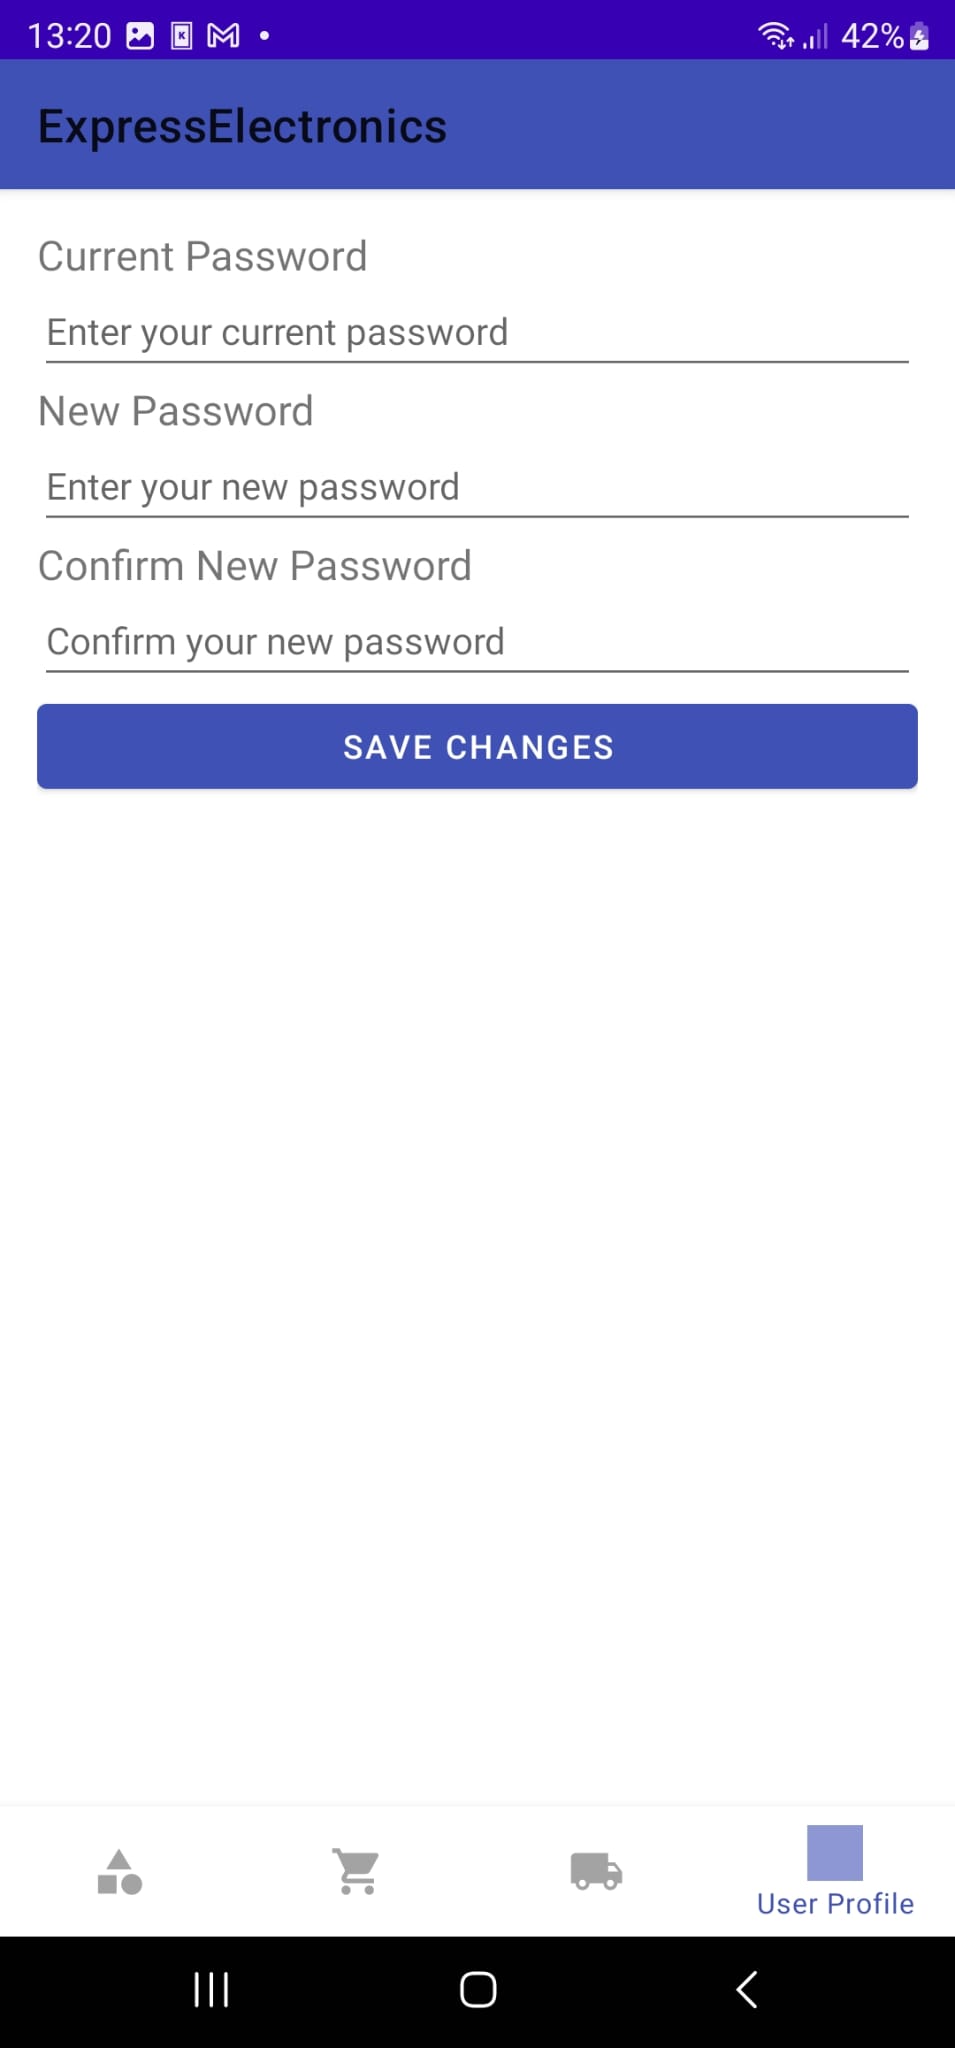 13:20
42%
ExpressElectronics
Current Password
Enter your current password
New Password
Enter your new password
Confirm New Password
Confirm your new password
SAVE CHANGES
User Profile